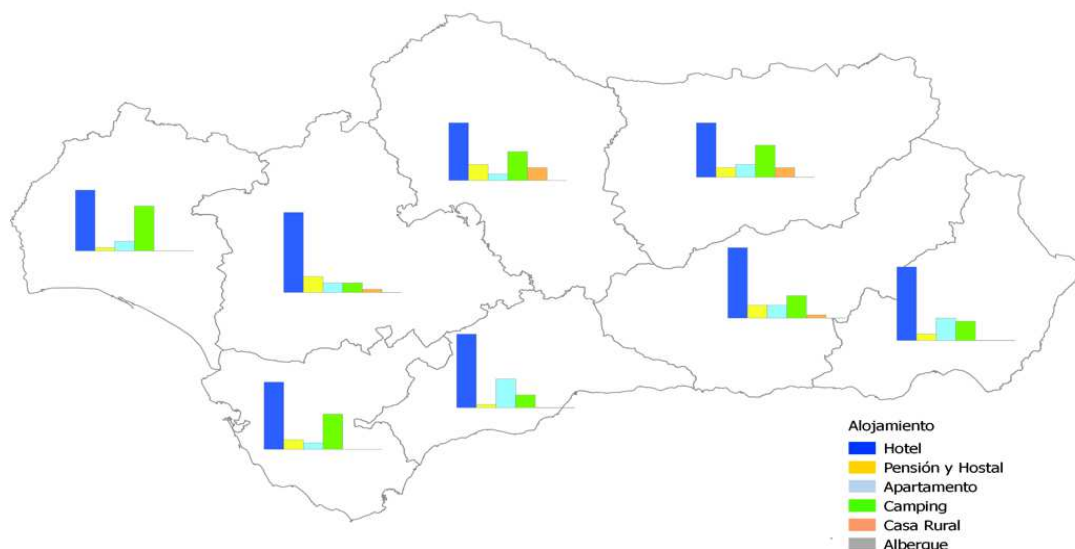 Alojamiento
Hotel
Pensión y Hostal
Apartamento
Camping
Casa Rural
Albergue